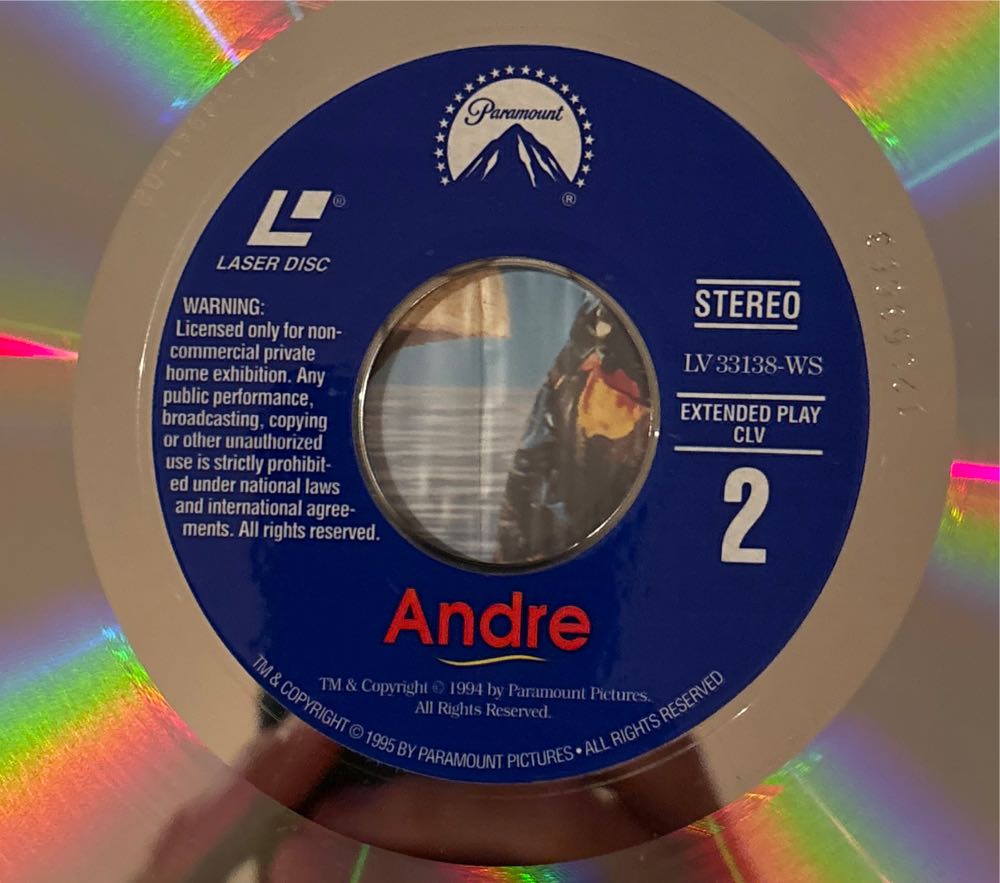 Paramount
®
®
LASER DISC
WARNING:
Licensed only for non-
commercial private
home exhibition. Any
public performance,
broadcasting, copying
or other unauthorized
use is strictly prohibit-
ed under national laws
and international agree-
ments. All rights reserved.
STEREO
LV 33138-WS
EXTENDED PLAY
CLV
2
Andre
TM & Copyright © 1994 by Paramount Pictures.
All Rights Reserved.
TM & COPYRIGHT © 1995 BY PARAMOUNT PICTURES • ALL RIGHTS RESERVED